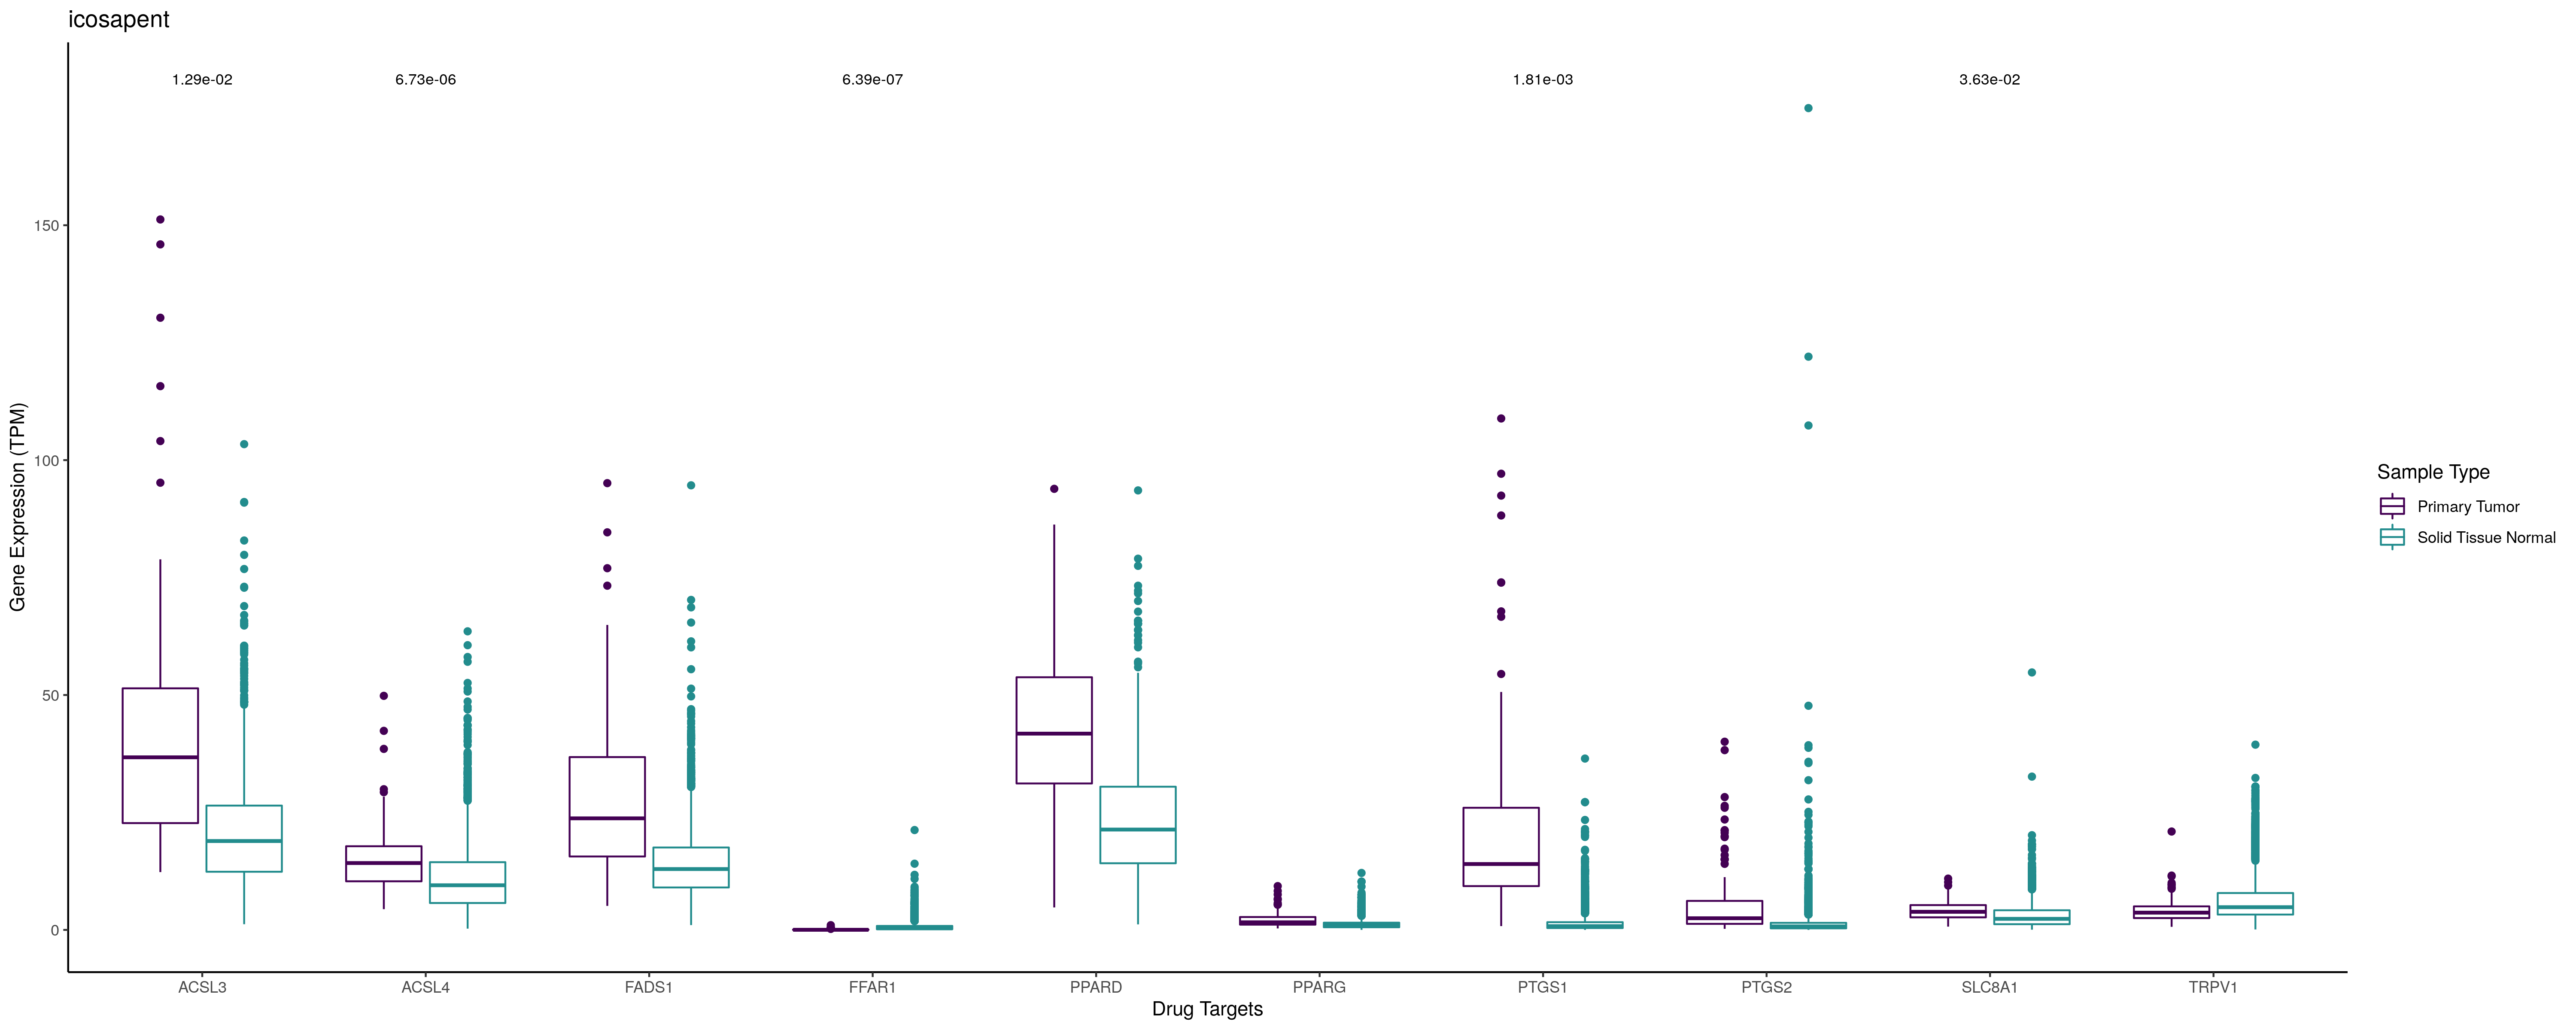 icosapent
1.29e-02 6.73e-06 6.39e-07 1.81e-03 3.63e-02
150
100
50
0
Gene Expression (TPM)
ACSL3 ACSL4 FADS1 FFAR1 PPARD PPARG PTGS1 PTGS2 SLC8A1 TRPV1
Drug Targets
Sample Type
Primary Tumor
Solid Tissue Normal